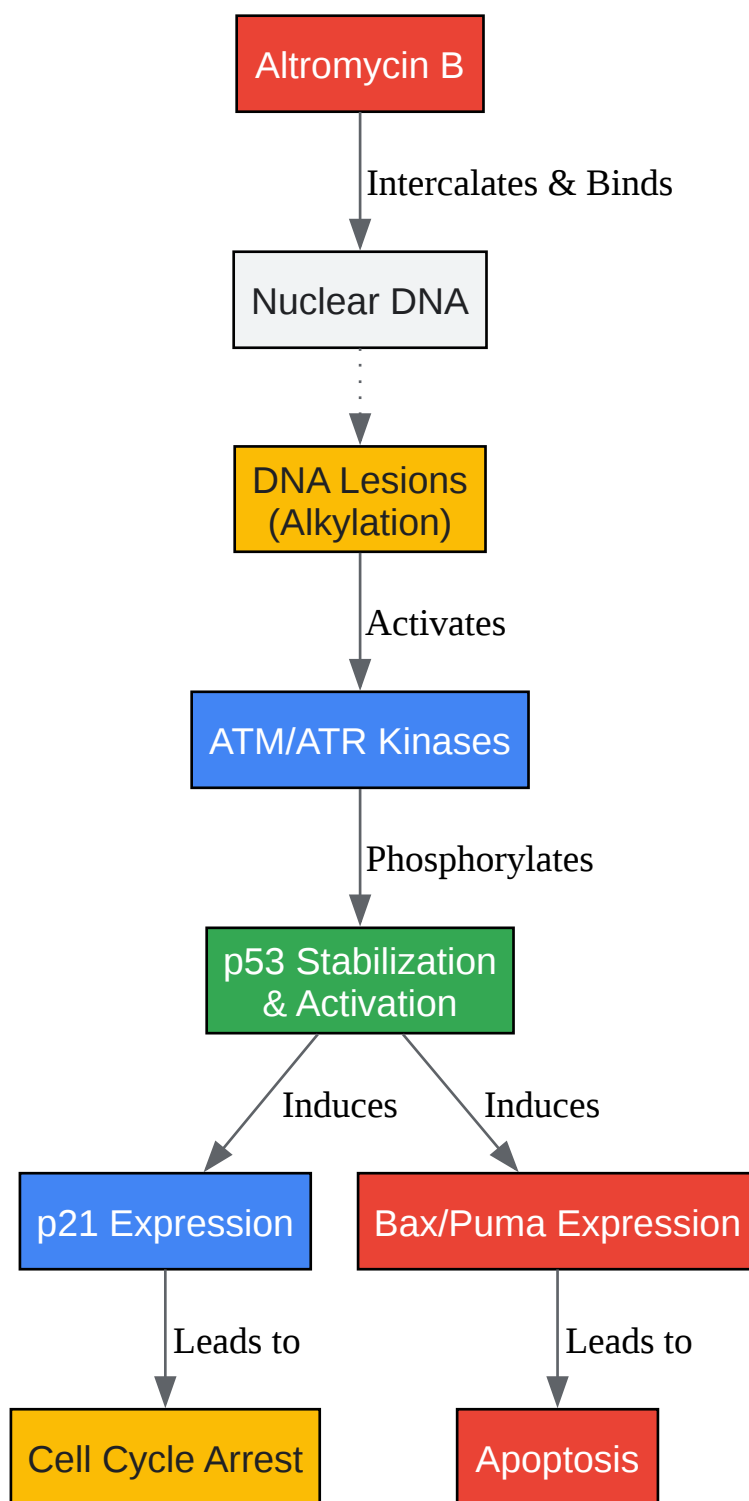 Altromycin B
Intercalates & Binds
Nuclear DNA
DNA Lesions
(Alkylation)
Activates
ATM/ATR Kinases
Phosphorylates
p53 Stabilization
& Activation
Induces
Induces
p21 Expression
Bax/Puma Expression
Leads to
Leads to
Cell Cycle Arrest
Apoptosis